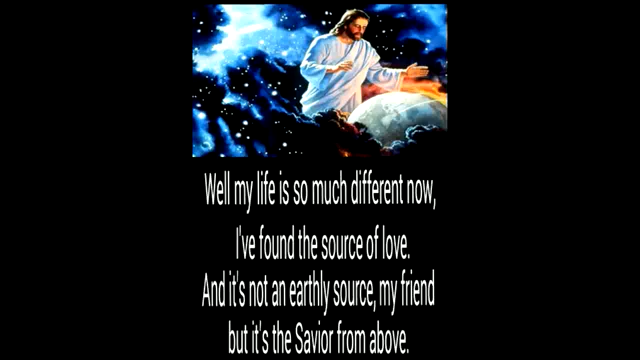 Well my life is so much different now,
I've found the source of love.
And it's not an earthly source, my friend
but it's the Savior from above.